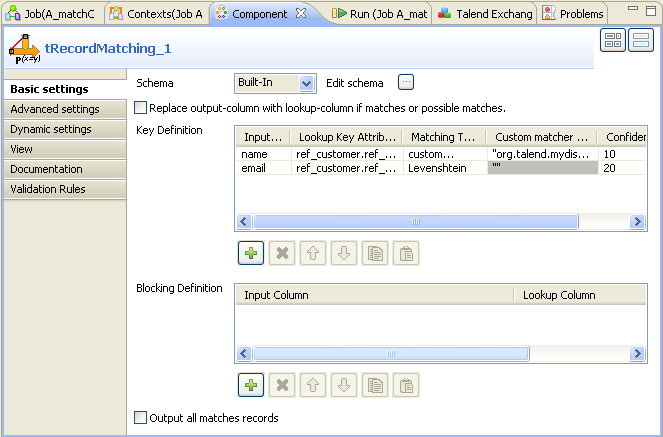 Job(A_matchC Contexts(Job A Component Run (Job A_mat Talend Exchang Problems
P(x=y) tRecordMatching_1
Basic settings
Advanced settings
Dynamic settings
View
Documentation
Validation Rules
Schema Built-In Edit schema ...
Replace output-column with lookup-column if matches or possible matches.
Key Definition
Input... Lookup Key Attrib... Matching T... Custom matcher ... Confider
name ref_customer.ref_... custom... "org.talend.mydis... 10
email ref_customer.ref_... Levenshtein "" 20
Blocking Definition
Input Column Lookup Column
Output all matches records